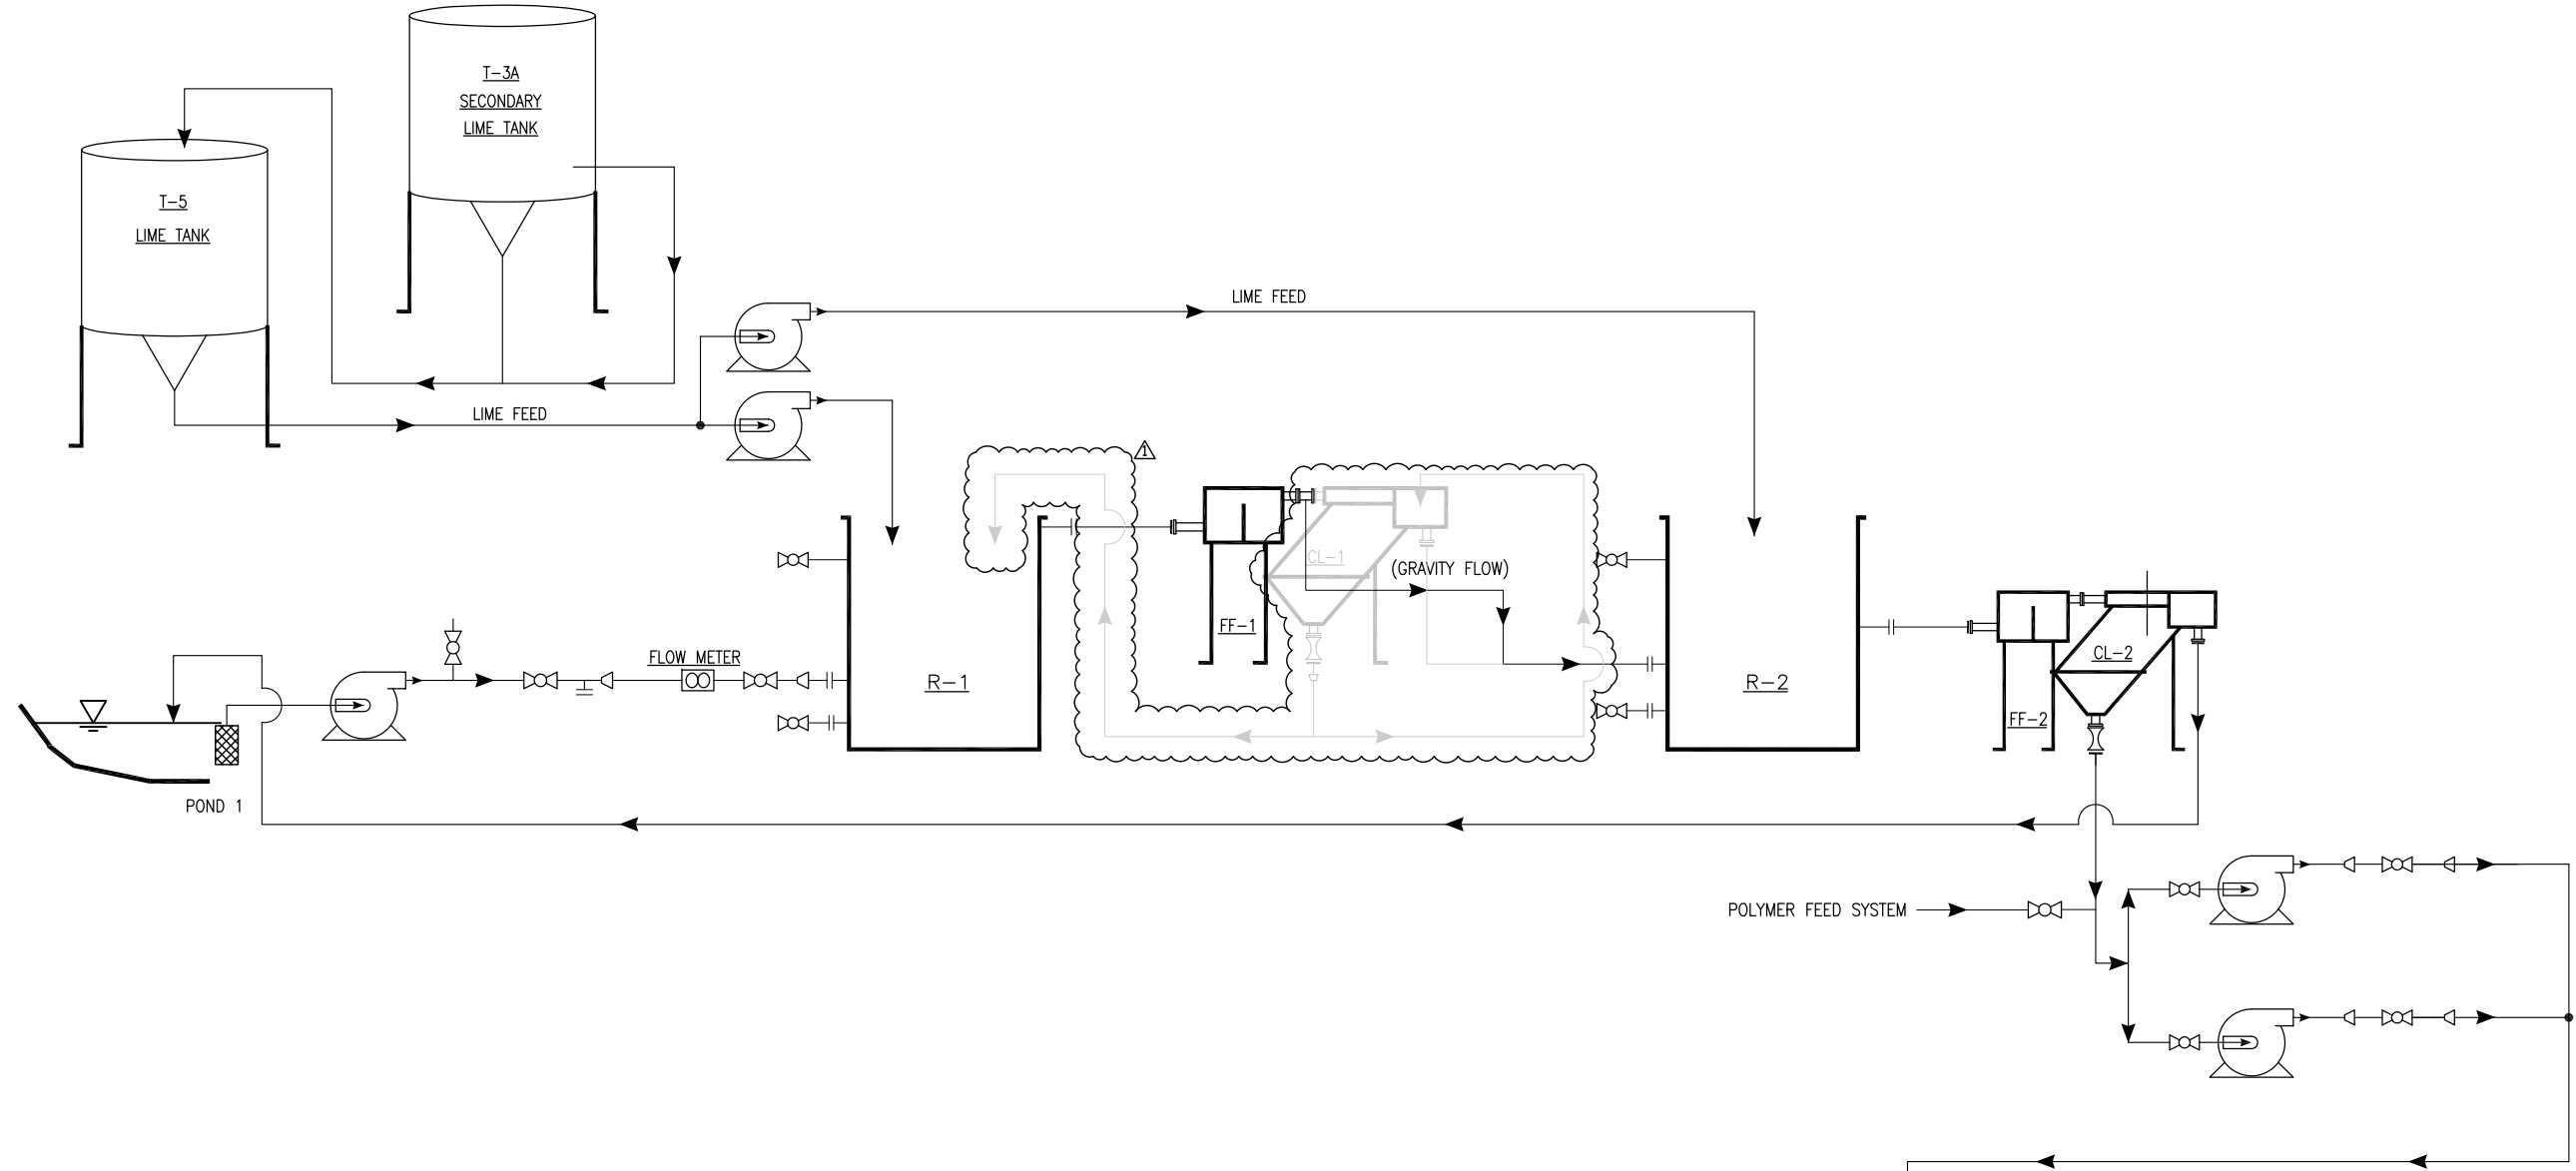 T-3A
SECONDARY
LIME TANK
T-5
LIME TANK
LIME FEED
LIME FEED
1
CL-1
(GRAVITY FLOW)
FF-1
FLOW METER
R-1
R-2
CL-2
FF-2
POND 1
POLYMER FEED SYSTEM